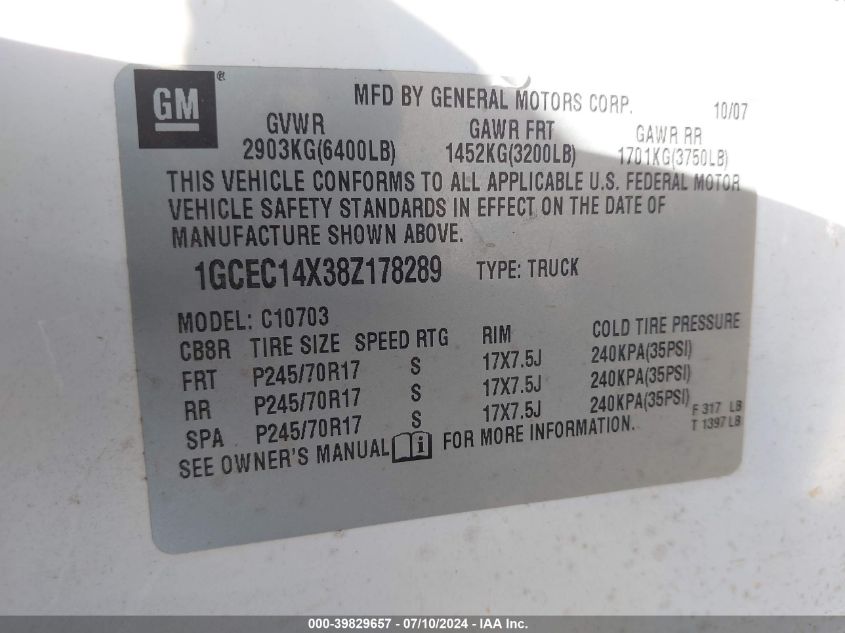 GM®
MFD BY GENERAL MOTORS CORP. 10/07
GVWR GAWR FRT GAWR RR
2903KG(6400LB) 1452KG(3200LB) 1701KG(3750LB)
THIS VEHICLE CONFORMS TO ALL APPLICABLE U.S. FEDERAL MOTOR
VEHICLE SAFETY STANDARDS IN EFFECT ON THE DATE OF
MANUFACTURE SHOWN ABOVE.
1GCEC14X38Z178289 TYPE: TRUCK
MODEL: C10703
CB8R TIRE SIZE SPEED RTG RIM COLD TIRE PRESSURE
FRT P245/70R17 S 17X7.5J 240KPA(35PSI)
RR P245/70R17 S 17X7.5J 240KPA(35PSI)
SPA P245/70R17 S 17X7.5J 240KPA(35PSI)
F 317 LB
T 1397 LB
SEE OWNER'S MANUAL FOR MORE INFORMATION.
000-39829657 - 07/10/2024 - IAA Inc.